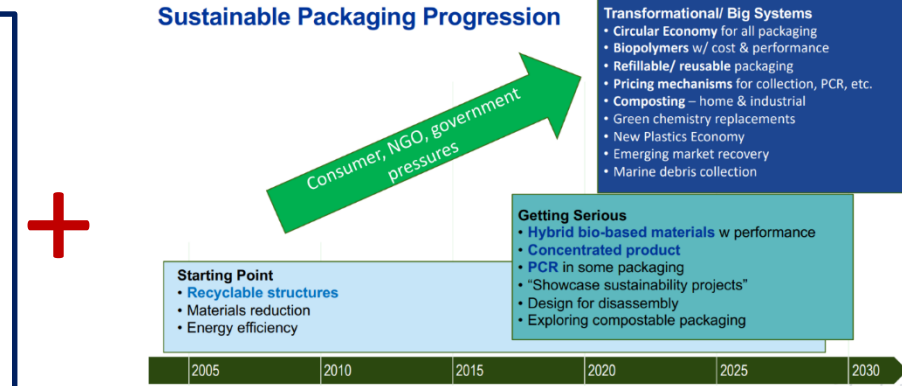 Sustainable Packaging Progression
Transformational/ Big Systems
• Circular Economy for all packaging
• Biopolymers w/ cost & performance
• Refillable/ reusable packaging
• Pricing mechanisms for collection, PCR, etc.
• Composting – home & industrial
• Green chemistry replacements
• New Plastics Economy
• Emerging market recovery
• Marine debris collection
Consumer, NGO, government
pressures
Getting Serious
• Hybrid bio-based materials w performance
• Concentrated product
• PCR in some packaging
• “Showcase sustainability projects”
• Design for disassembly
• Exploring compostable packaging
Starting Point
• Recyclable structures
• Materials reduction
• Energy efficiency
2005 2010 2015 2020 2025 2030